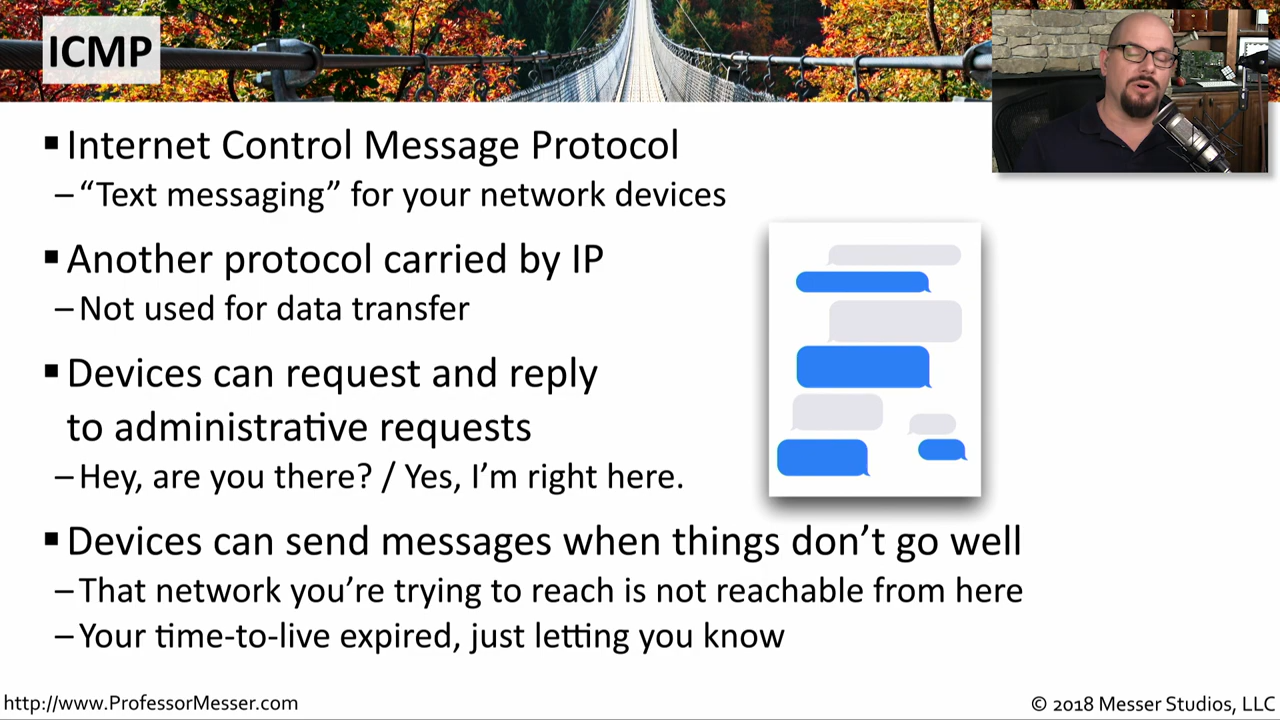 ICMP
▪ Internet Control Message Protocol
– “Text messaging” for your network devices
▪ Another protocol carried by IP
– Not used for data transfer
▪ Devices can request and reply
to administrative requests
– Hey, are you there? / Yes, I’m right here.
▪ Devices can send messages when things don’t go well
– That network you’re trying to reach is not reachable from here
– Your time-to-live expired, just letting you know
http://www.ProfessorMesser.com
© 2018 Messer Studios, LLC